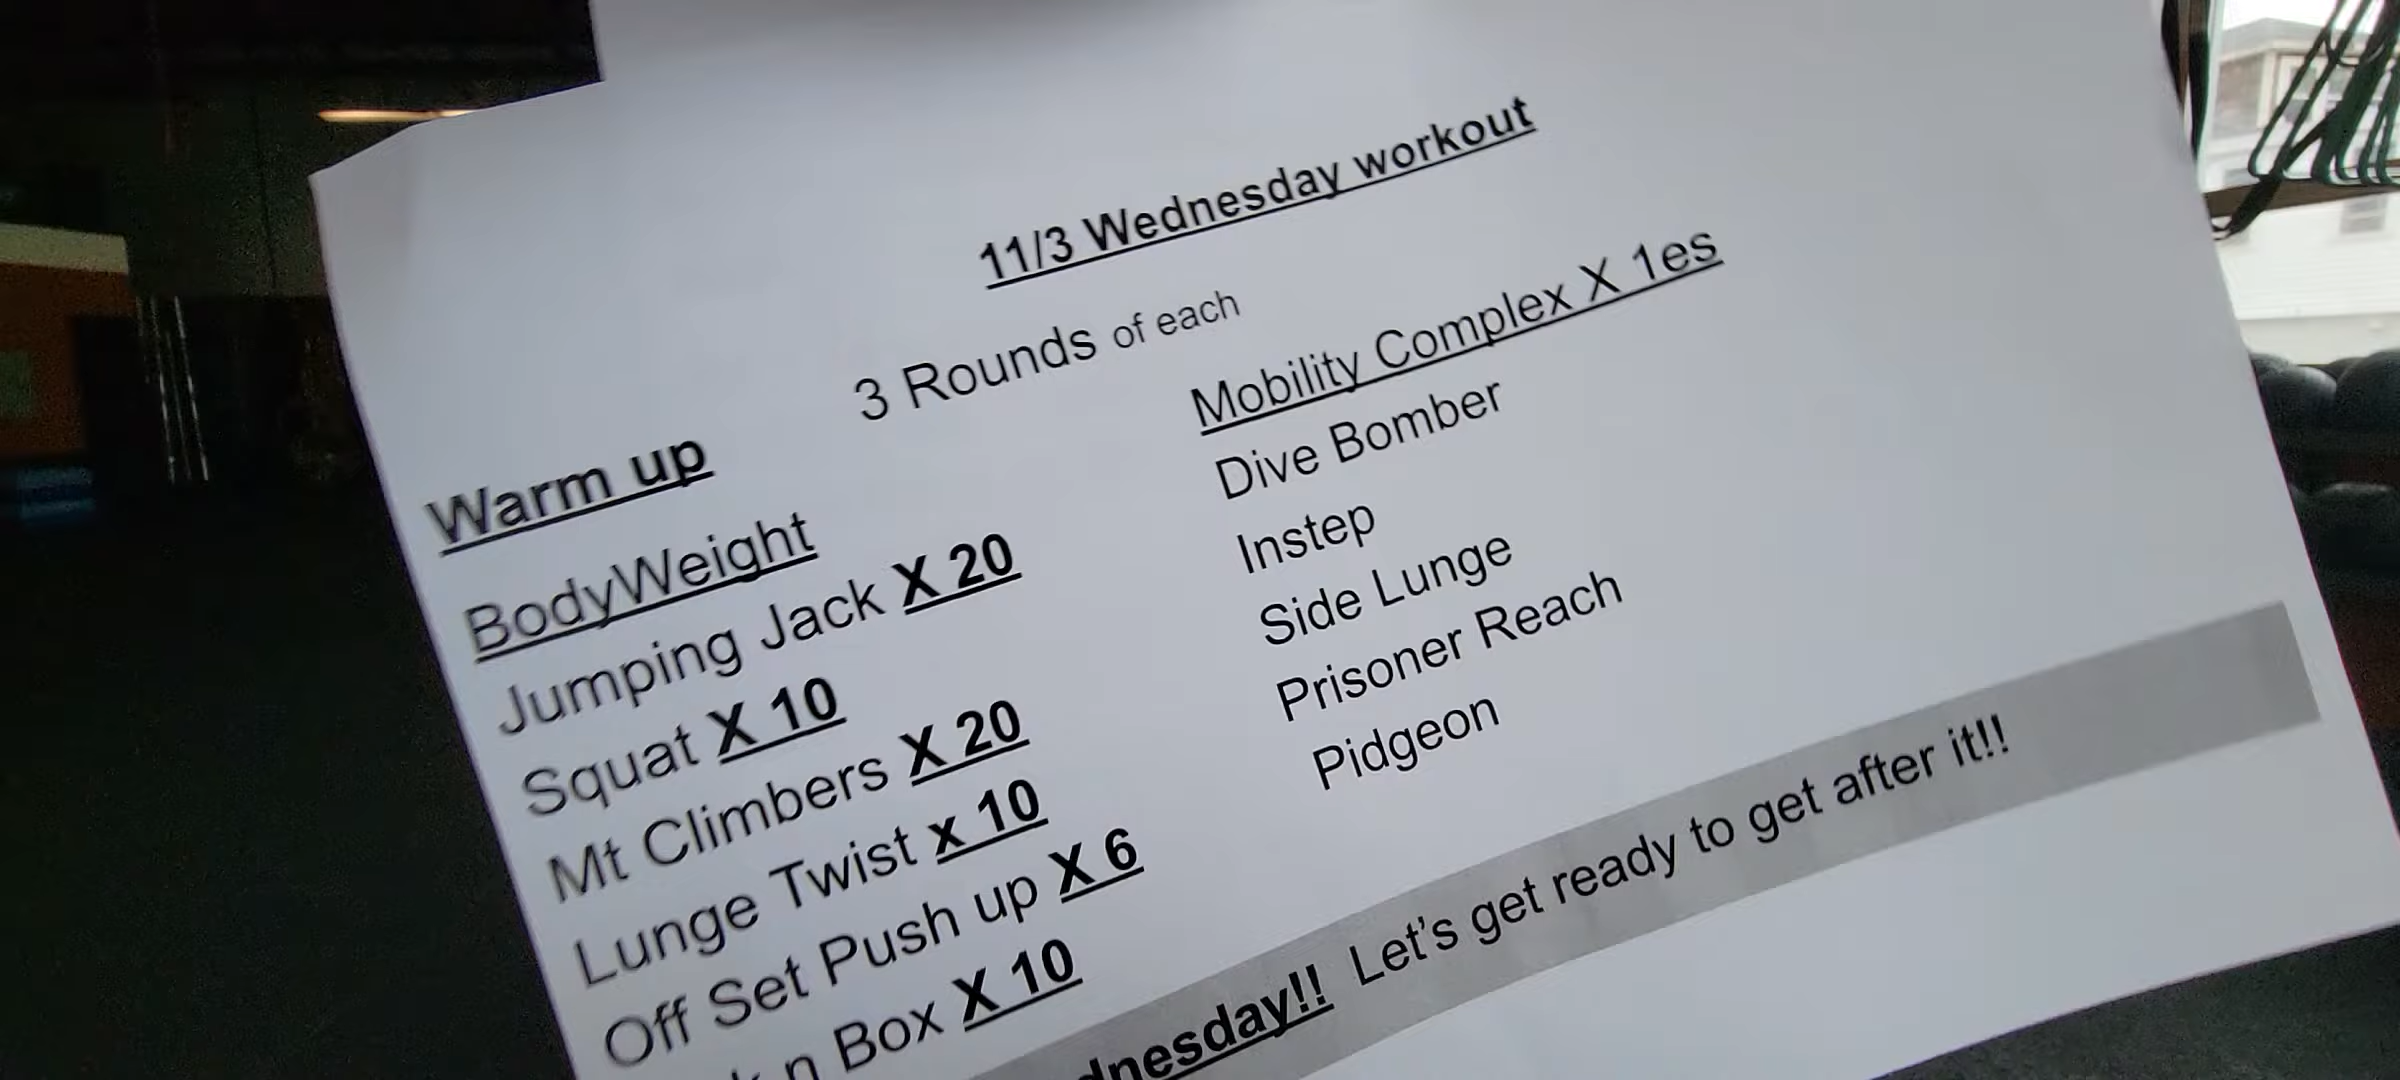 11/3 Wednesday workout
3 Rounds of each
Warm up
BodyWeight
Jumping Jack X 20
Squat X 10
Mt Climbers X 20
Lunge Twist x 10
Off Set Push up X 6
n Box X 10
Mobility Complex X 1es
Dive Bomber
Instep
Side Lunge
Prisoner Reach
Pidgeon
dnesday!! Let's get ready to get after it!!